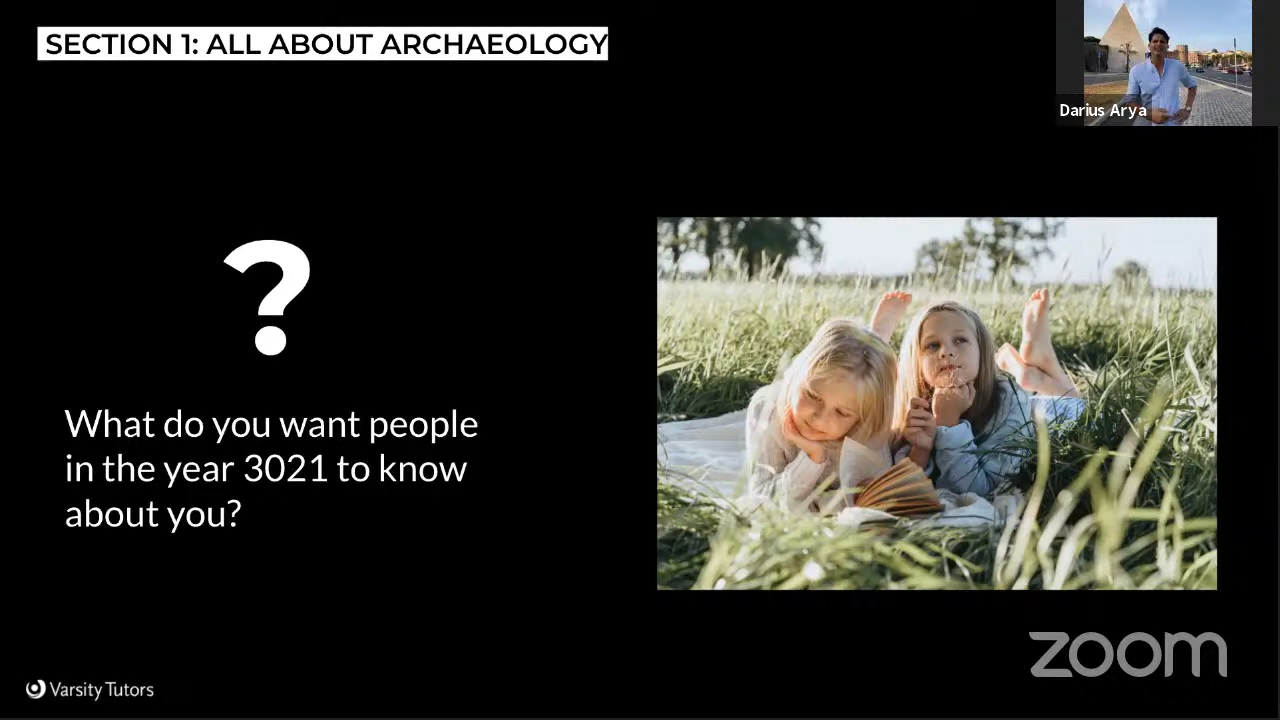 SECTION 1: ALL ABOUT ARCHAEOLOGY
Darius Arya
?
What do you want people
in the year 3021 to know
about you?
zoom
Varsity Tutors